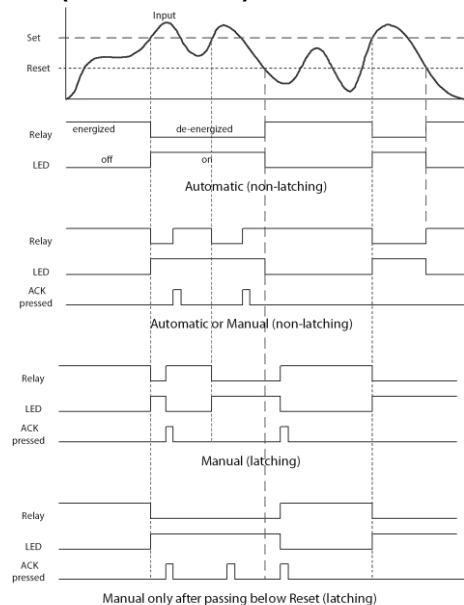 Input
Set
Reset
Relay energized de-energized
LED off on
Automatic (non-latching)
Relay
LED
ACK
pressed
Automatic or Manual (non-latching)
Relay
LED
ACK
pressed
Manual (latching)
Relay
LED
ACK
pressed
Manual only after passing below Reset (latching)